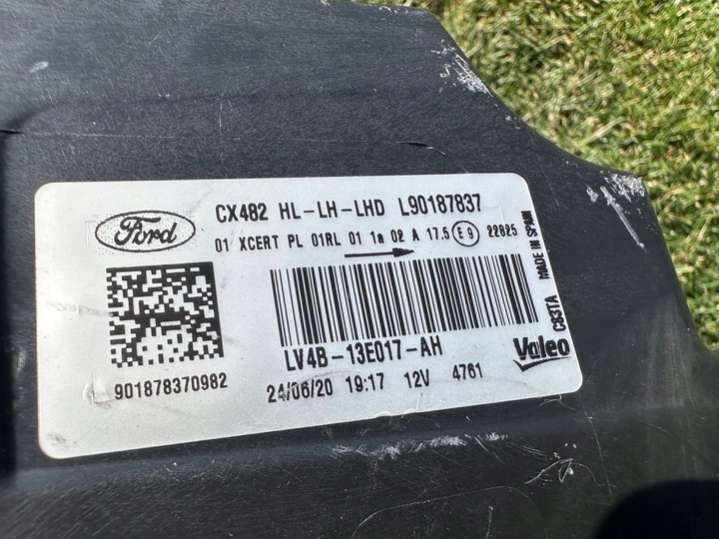 Ford
CX482 HL-LH-LHD L90187837
01 XCERT PL 01RL 01 1a 02 A 17.5 E9 22825
LV4B-13E017-AH
901878370982
24/06/20 19:17 12V 4761
Valeo
C83TA MADE IN SPAIN